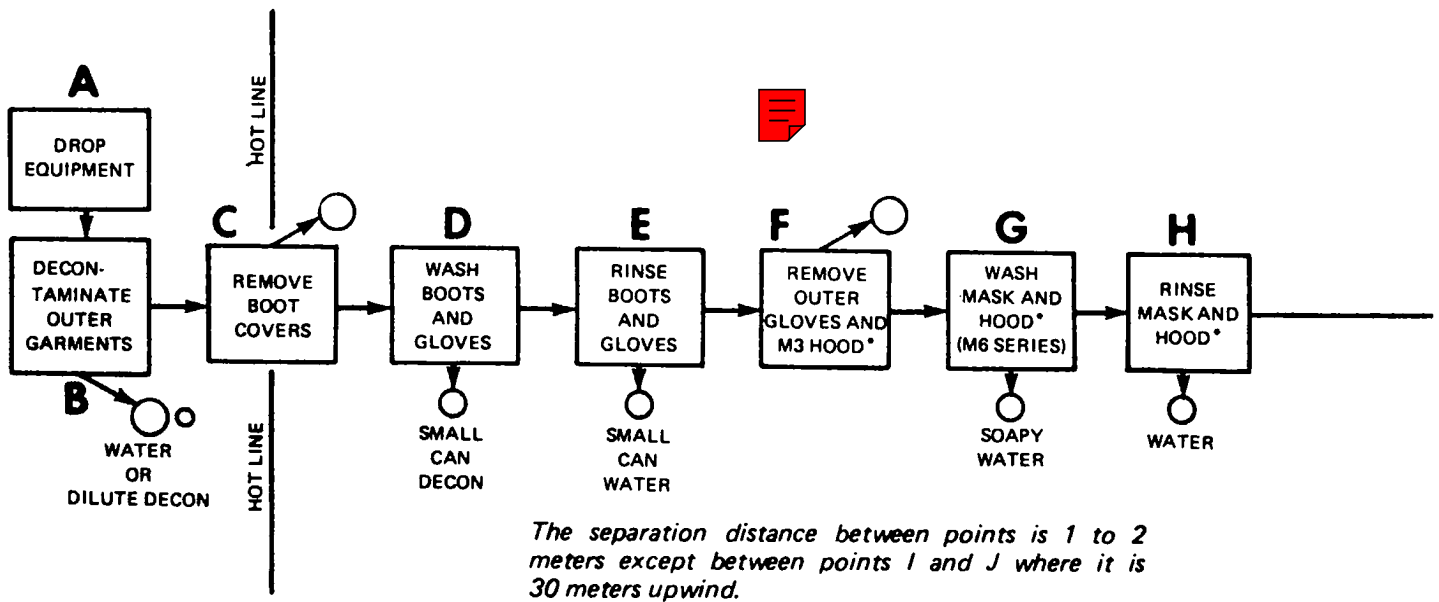 A
DROP
EQUIPMENT
HOT LINE
B
DECON-
TAMINATE
OUTER
GARMENTS
WATER
OR
DILUTE DECON
C
REMOVE
BOOT
COVERS
HOT LINE
D
WASH
BOOTS
AND
GLOVES
SMALL
CAN
DECON
E
RINSE
BOOTS
AND
GLOVES
SMALL
CAN
WATER
F
REMOVE
OUTER
GLOVES AND
M3 HOOD*
G
WASH
MASK AND
HOOD*
(M6 SERIES)
SOAPY
WATER
H
RINSE
MASK AND
HOOD*
WATER
The separation distance between points is 1 to 2
meters except between points I and J where it is
30 meters upwind.